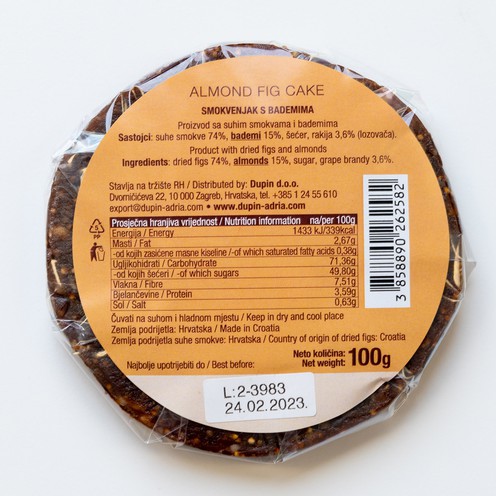 ALMOND FIG CAKE
SMOKVENJAK S BADEMIMA
Proizvod sa suhim smokvama i bademima
Sastojci: suhe smokve 74%, bademi 15%, šećer, rakija 3,6% (lozovača).
Product with dried figs and almonds
Ingredients: dried figs 74%, almonds 15%, sugar, grape brandy 3,6%.
Stavlja na tržište RH / Distributed by: Dupin d.o.o.
Dvorničićeva 22, 10 000 Zagreb, Hrvatska, tel. +385 1 24 55 610
export@dupin-adria.com • www.dupin-adria.com
Prosječna hranjiva vrijednost / Nutrition information na/per 100g
Energija / Energy 1433 kJ/339kcal
Masti / Fat 2,67g
-od kojih zasićene masne kiseline / -of which saturated fatty acids 0,38g
Ugljikohidrati / Carbohydrate 71,36g
-od kojih šećeri / -of which sugars 49,80g
Vlakna / Fibre 7,51g
Bjelančevine / Protein 3,59g
Sol / Salt 0,63g
Čuvati na suhom i hladnom mjestu / Keep in dry and cool place
Zemlja podrijetla: Hrvatska / Made in Croatia
Zemlja podrijetla suhe smokve: Hrvatska / Country of origin of dried figs: Croatia
Neto količina:
Net weight: 100g
Najbolje upotrijebiti do / Best before:
L:2-3983
24.02.2023.
3 858890 262582
5
PP